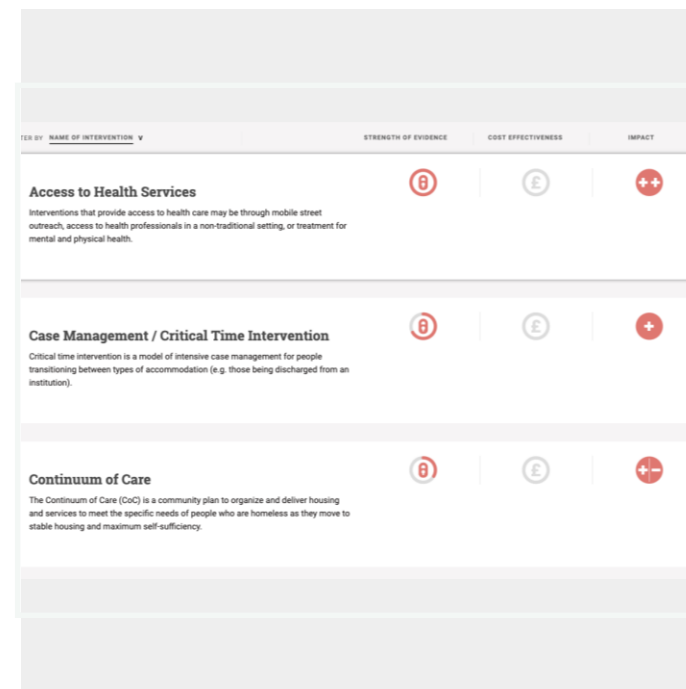 TER BY NAME OF INTERVENTION ∨ STRENGTH OF EVIDENCE COST EFFECTIVENESS IMPACT
Access to Health Services
£ ++
Interventions that provide access to health care may be through mobile street
outreach, access to health professionals in a non-traditional setting, or treatment for
mental and physical health.
Case Management / Critical Time Intervention
£ +
Critical time intervention is a model of intensive case management for people
transitioning between types of accommodation (e.g. those being discharged from an
institution).
Continuum of Care
£ +|−
The Continuum of Care (CoC) is a community plan to organize and deliver housing
and services to meet the specific needs of people who are homeless as they move to
stable housing and maximum self-sufficiency.